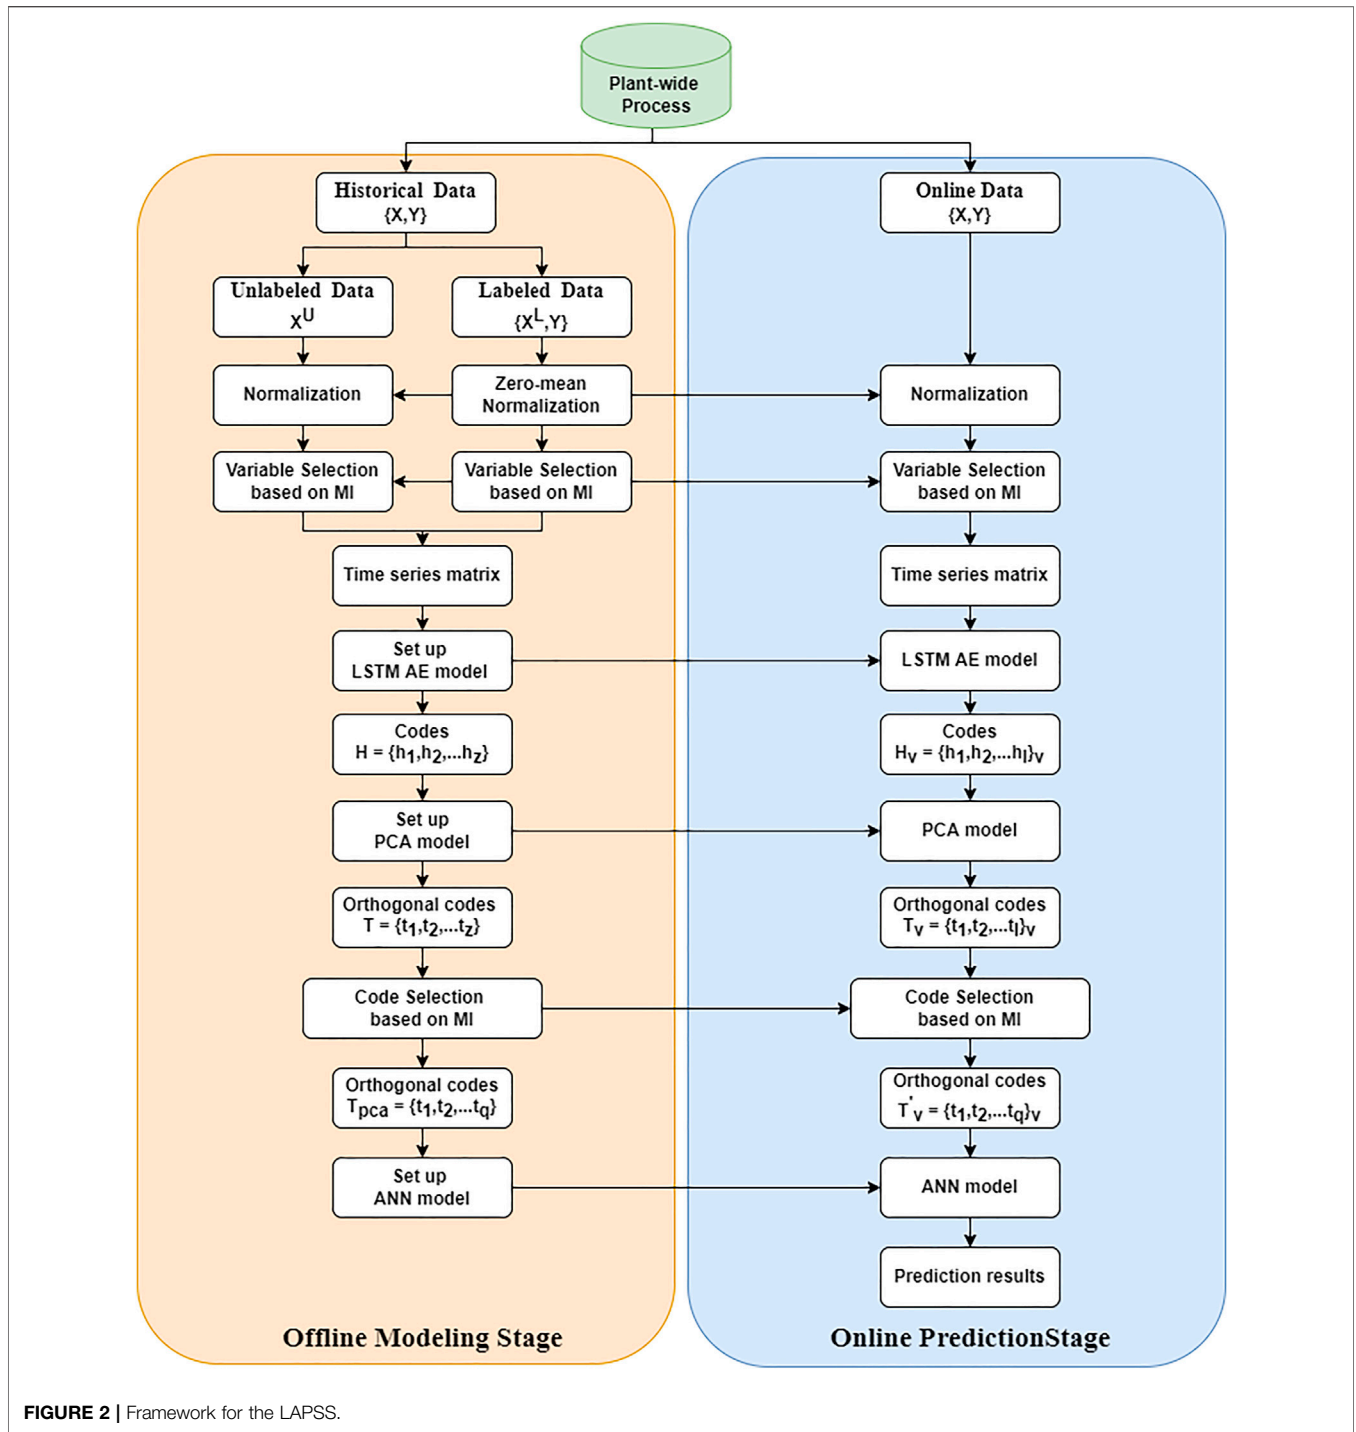 Plant-wide
Process
Historical Data
{X,Y}
Online Data
{X,Y}
Unlabeled Data
X^U
Labeled Data
{X^L,Y}
Normalization
Zero-mean
Normalization
Normalization
Variable Selection
based on MI
Variable Selection
based on MI
Variable Selection
based on MI
Time series matrix
Time series matrix
Set up
LSTM AE model
LSTM AE model
Codes
H = {h1,h2,...hz}
Codes
Hv = {h1,h2,...hl}v
Set up
PCA model
PCA model
Orthogonal codes
T = {t1,t2,...tz}
Orthogonal codes
Tv = {t1,t2,...tl}v
Code Selection
based on MI
Code Selection
based on MI
Orthogonal codes
Tpca = {t1,t2,...tq}
Orthogonal codes
T'v = {t1,t2,...tq}v
Set up
ANN model
ANN model
Prediction results
Offline Modeling Stage
Online PredictionStage
FIGURE 2 | Framework for the LAPSS.